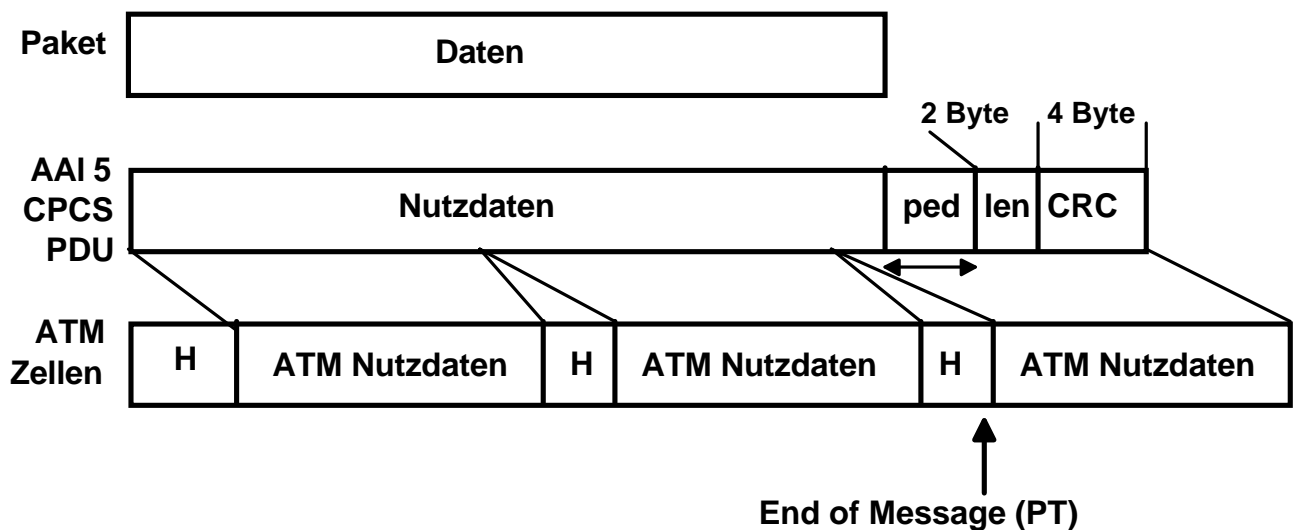 Paket
Daten
2 Byte 4 Byte
AAI 5
CPCS
PDU
Nutzdaten
ped
len
CRC
ATM
Zellen
H
ATM Nutzdaten
H
ATM Nutzdaten
H
ATM Nutzdaten
End of Message (PT)